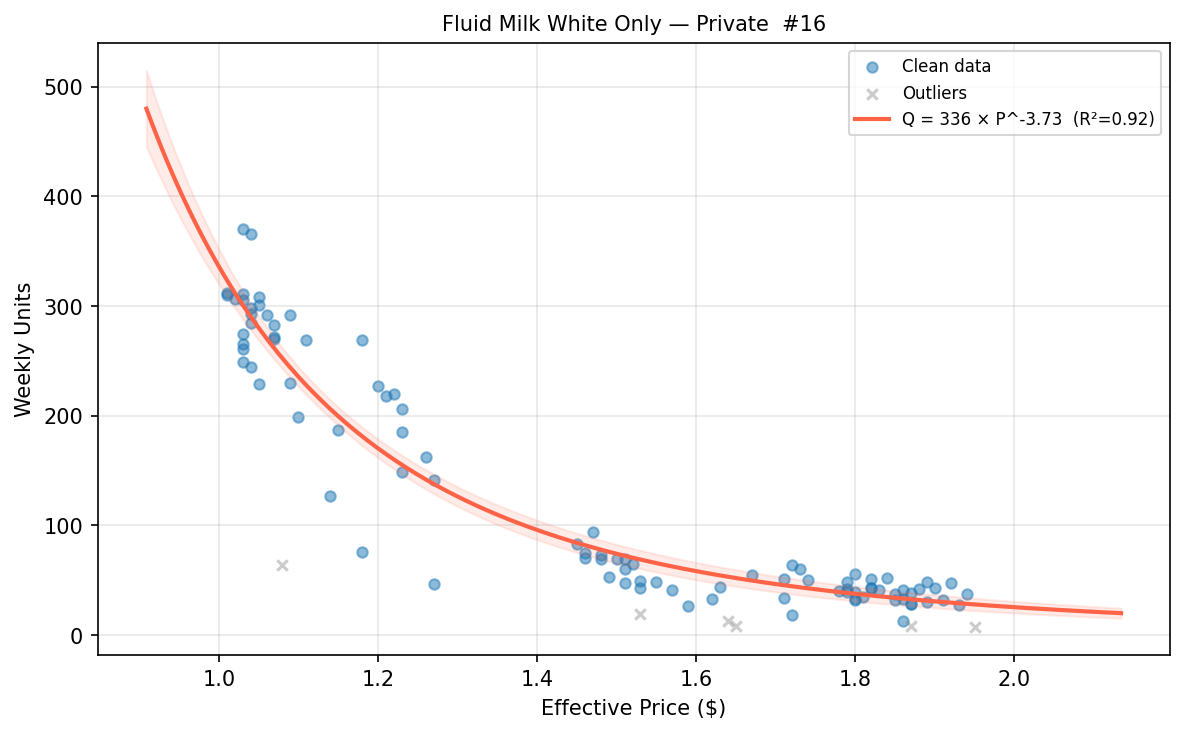 Fluid Milk White Only — Private  #16
Clean data
Outliers
Q = 336 × P^-3.73  (R²=0.92)
Weekly Units
500
400
300
200
100
0
1.0
1.2
1.4
1.6
1.8
2.0
Effective Price ($)